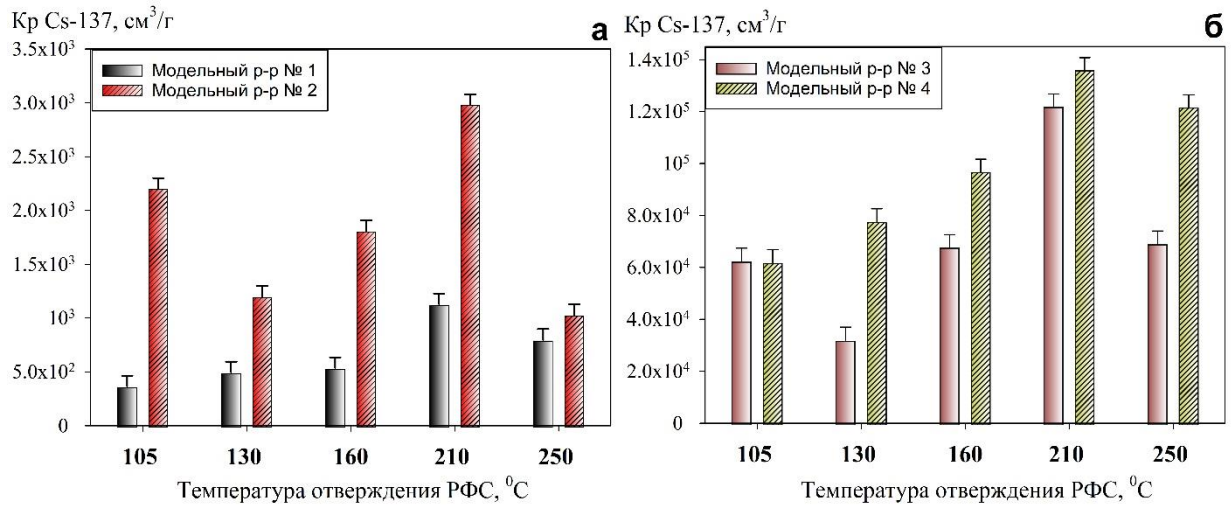 Кр Cs-137, см³/г
а
3.5x10³
3.0x10³
2.5x10³
2.0x10³
1.5x10³
10³
5.0x10²
0
Модельный р-р № 1
Модельный р-р № 2
105 130 160 210 250
Температура отверждения РФС, ⁰С
Кр Cs-137, см³/г
б
1.4x10⁵
1.2x10⁵
10⁵
8.0x10⁴
6.0x10⁴
4.0x10⁴
2.0x10⁴
0
Модельный р-р № 3
Модельный р-р № 4
105 130 160 210 250
Температура отверждения РФС, ⁰С